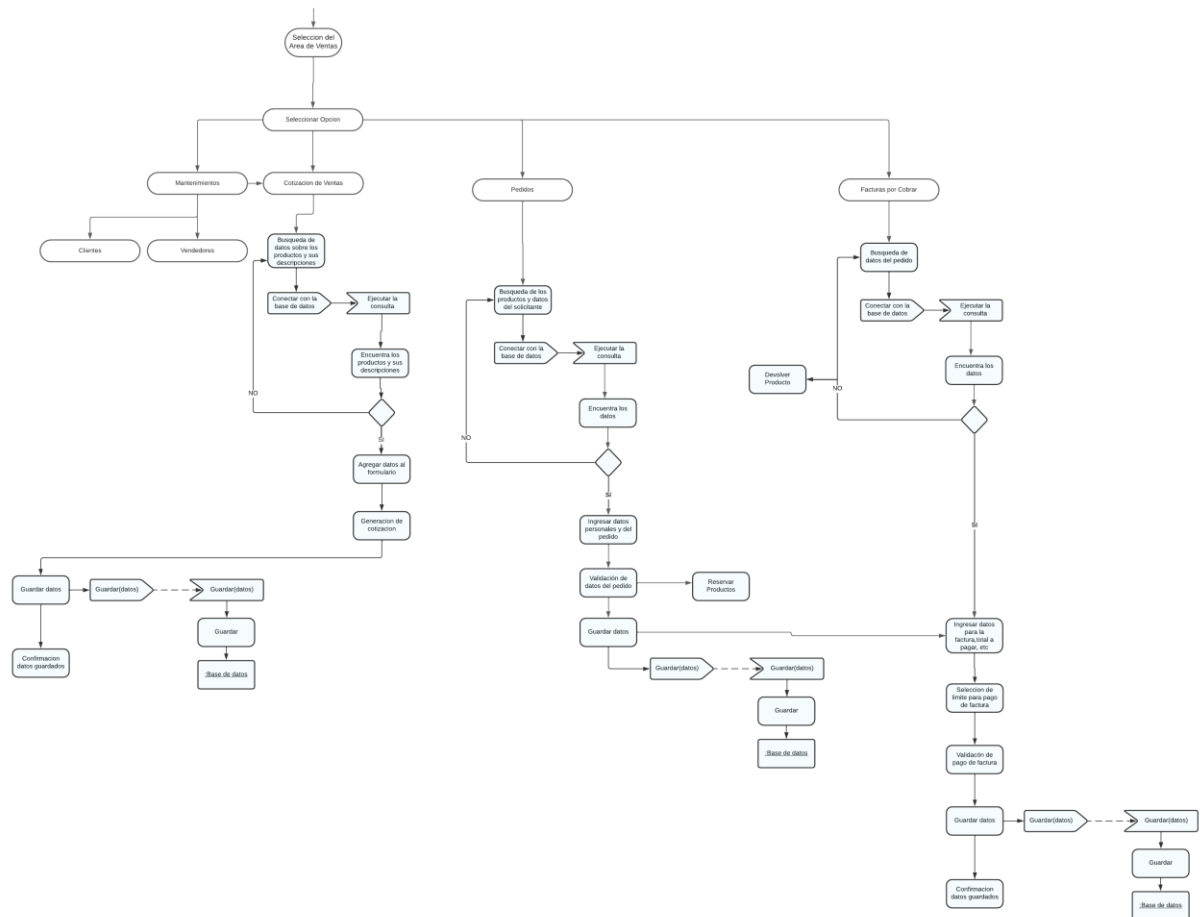 Seleccion del
Area de Ventas
Seleccionar Opcion
Mantenimientos
Cotizacion de Ventas
Pedidos
Facturas por Cobrar
Clientes
Vendedores
Busqueda de
datos sobre los
productos y sus
descripciones
Conectar con la
base de datos
Ejecutar la
consulta
Encuentra los
productos y sus
descripciones
NO
SI
Agregar datos al
formulario
Generacion de
cotizacion
Guardar datos
Guardar(datos)
Guardar(datos)
Guardar
:Base de datos
Confirmacion
datos guardados
Busqueda de los
productos y datos
del solicitante
Conectar con la
base de datos
Ejecutar la
consulta
Encuentra los
datos
NO
SI
Ingresar datos
personales y del
pedido
Validación de
datos del pedido
Reservar
Productos
Guardar datos
Guardar(datos)
Guardar(datos)
Guardar
:Base de datos
Busqueda de
datos del pedido
Conectar con la
base de datos
Ejecutar la
consulta
Encuentra los
datos
Devolver
Producto
NO
SI
Ingresar datos
para la
factura,total a
pagar, etc
Seleccion de
limite para pago
de factura
Validación de
pago de factura
Guardar datos
Guardar(datos)
Guardar(datos)
Guardar
:Base de datos
Confirmacion
datos guardados